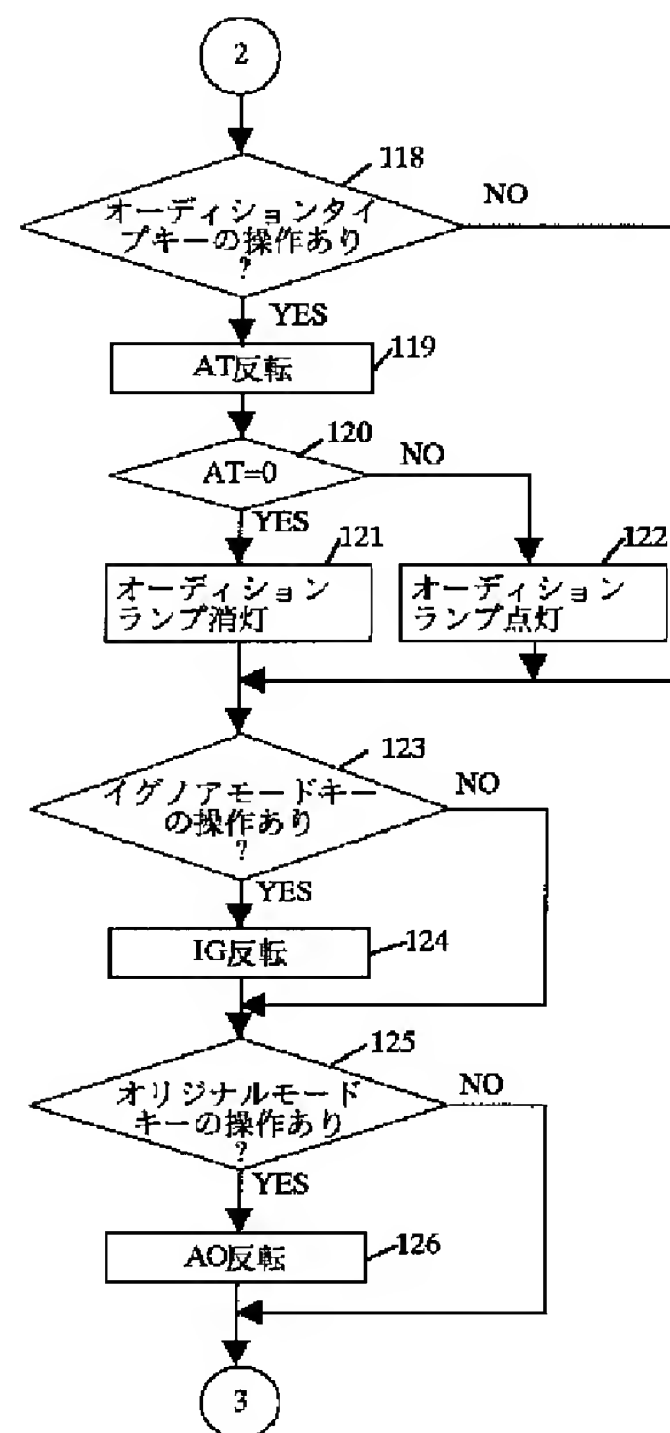 2
118
オーディションタイ
プキーの操作あり
?
NO
YES
AT反転
119
120
AT=0
NO
YES
121
オーディション
ランプ消灯
122
オーディション
ランプ点灯
123
イグノアモードキー
の操作あり
?
NO
YES
IG反転
124
125
オリジナルモード
キーの操作あり
?
NO
YES
AO反転
126
3